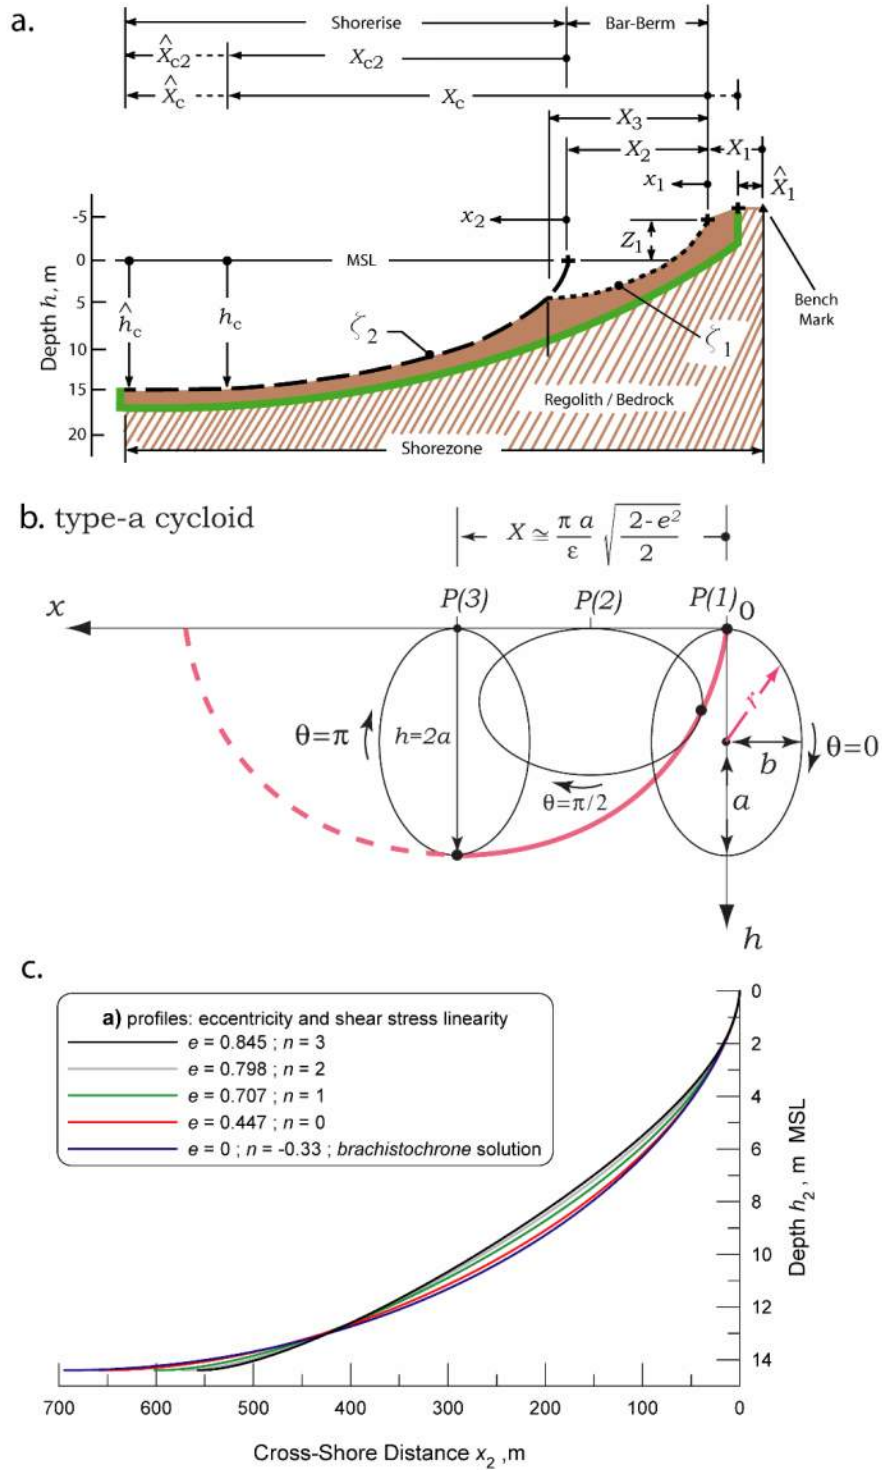 a.
Shorerise
Bar-Berm
X̂c2
Xc2
X̂c
Xc
X3
X2
X1
x1
X̂1
x2
Z1
-5
0
5
10
15
20
Depth h, m
MSL
ĥc
hc
ζ2
ζ1
Bench
Mark
Regolith / Bedrock
Shorezone
b. type-a cycloid
X ≅ π a / ε √(2-e² / 2)
x
P(3)
P(2)
P(1)
0
θ=π
h=2a
θ=π/2
r
b
θ=0
a
h
c.
a) profiles: eccentricity and shear stress linearity
e = 0.845 ; n = 3
e = 0.798 ; n = 2
e = 0.707 ; n = 1
e = 0.447 ; n = 0
e = 0 ; n = -0.33 ; brachistochrone solution
0
2
4
6
8
10
12
14
Depth h2 , m MSL
700 600 500 400 300 200 100 0
Cross-Shore Distance x2 ,m